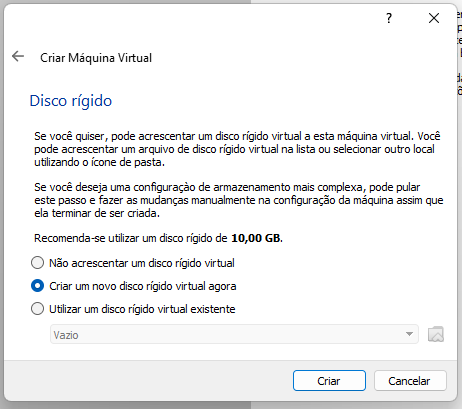 ?
Criar Máquina Virtual
Disco rígido
Se você quiser, pode acrescentar um disco rígido virtual a esta máquina virtual. Você
pode acrescentar um arquivo de disco rígido virtual na lista ou selecionar outro local
utilizando o ícone de pasta.
Se você deseja uma configuração de armazenamento mais complexa, pode pular
este passo e fazer as mudanças manualmente na configuração da máquina assim que
ela terminar de ser criada.
Recomenda-se utilizar um disco rígido de 10,00 GB.
Não acrescentar um disco rígido virtual
Criar um novo disco rígido virtual agora
Utilizar um disco rígido virtual existente
Vazio
Criar
Cancelar